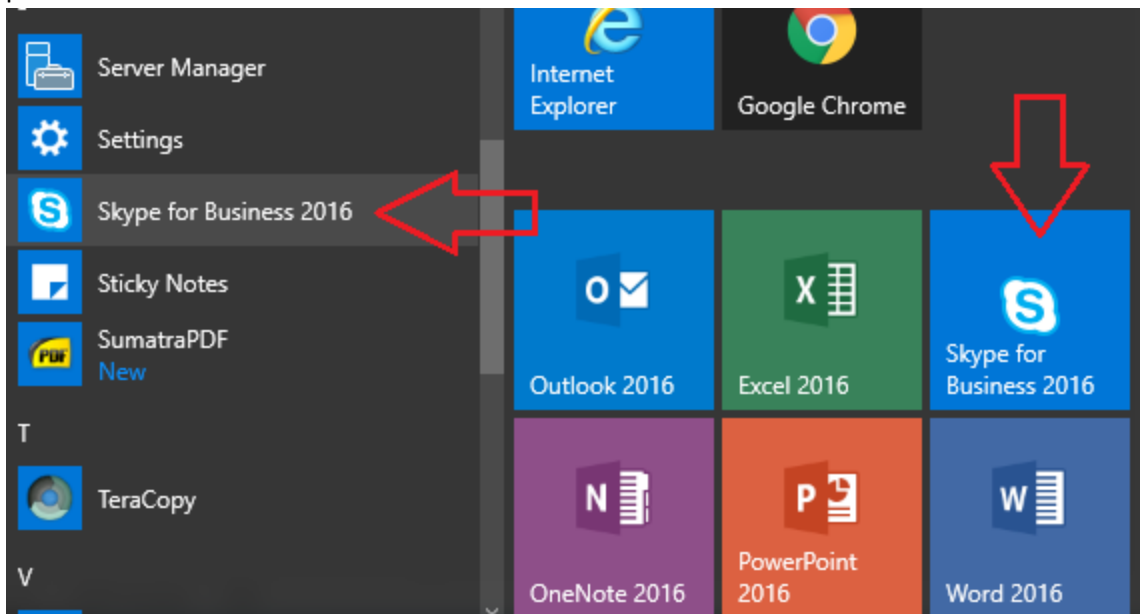 Server Manager
Settings
Skype for Business 2016
Sticky Notes
PDF
SumatraPDF
New
T
TeraCopy
V
Internet
Explorer
Google Chrome
Outlook 2016
Excel 2016
Skype for
Business 2016
OneNote 2016
PowerPoint
2016
Word 2016